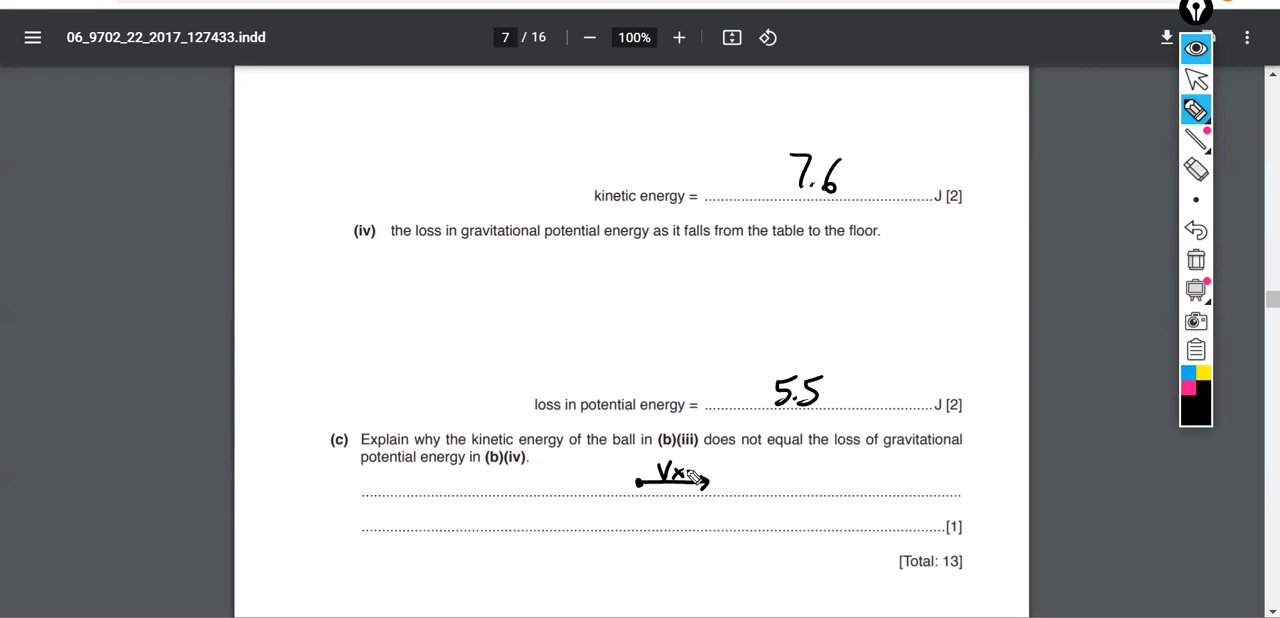 06_9702_22_2017_127433.indd
7 / 16
100%
7.6
kinetic energy = ................................................J [2]
(iv) the loss in gravitational potential energy as it falls from the table to the floor.
5.5
loss in potential energy = ................................................J [2]
(c) Explain why the kinetic energy of the ball in (b)(iii) does not equal the loss of gravitational
potential energy in (b)(iv).
Vx
................................................................................................................................
................................................................................................................................[1]
[Total: 13]